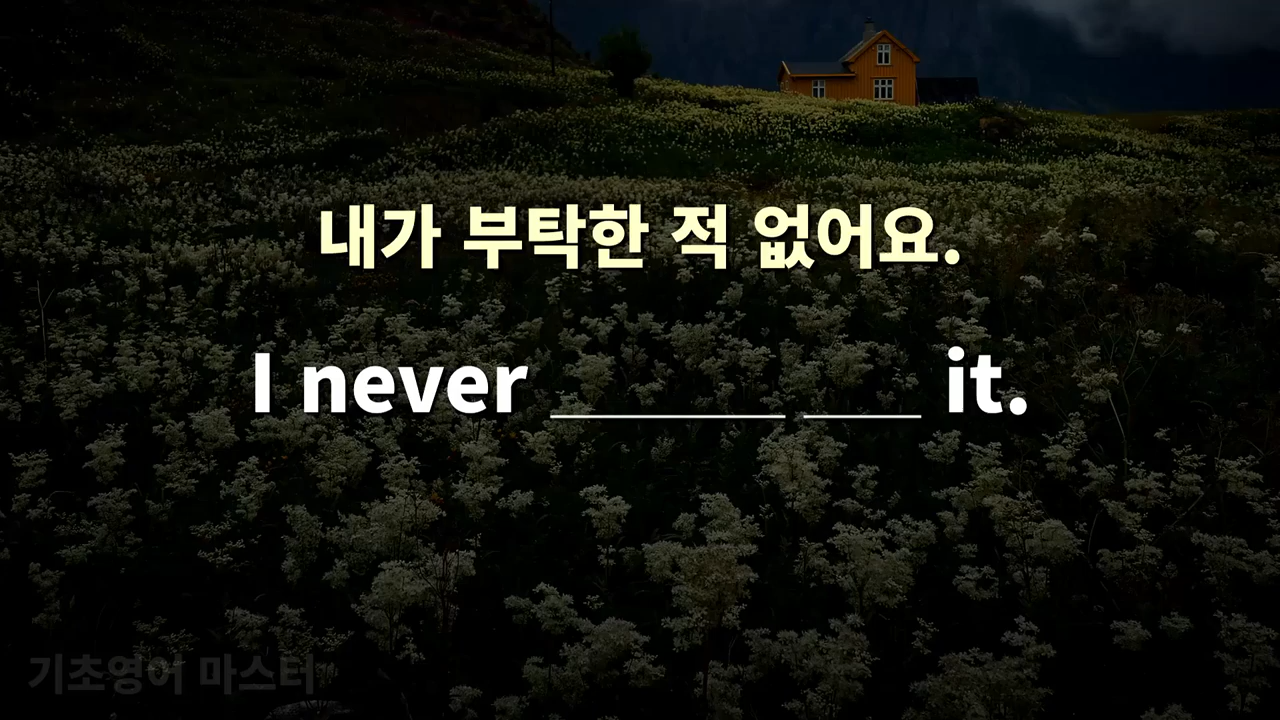 내가 부탁한 적 없어요.
I never ______ ___ it.
기초영어 마스터